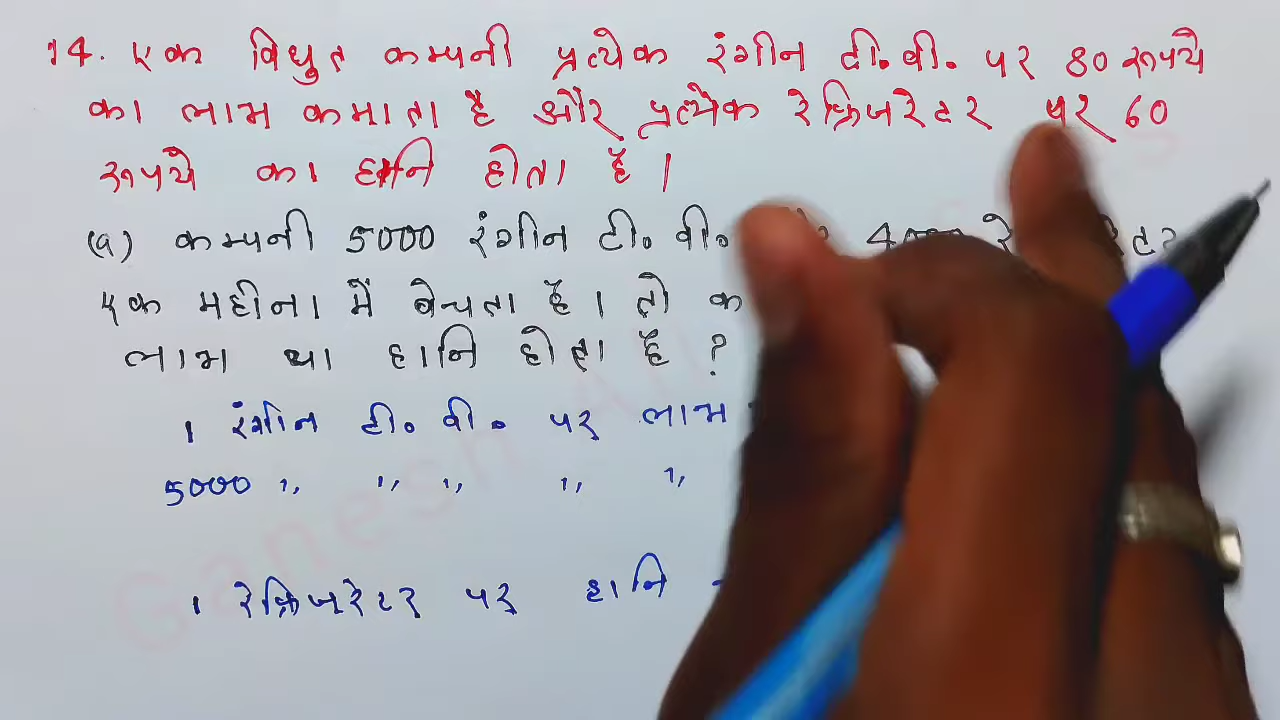 14. एक विधुत कम्पनी प्रत्येक रंगीन टी.वी. पर 80 रूपये
का लाभ कमाता है और प्रत्येक रेफ्रिजरेटर पर 60
रूपये का हानि होता है।
(a) कम्पनी 5000 रंगीन टी. वी.
एक महीना में बेचता है। तो
लाभ या हानि होता है ?
1 रंगीन टी. वी. पर लाभ
5000 ,, ,, ,, ,, ,,
1 रेफ्रिजरेटर पर हानि